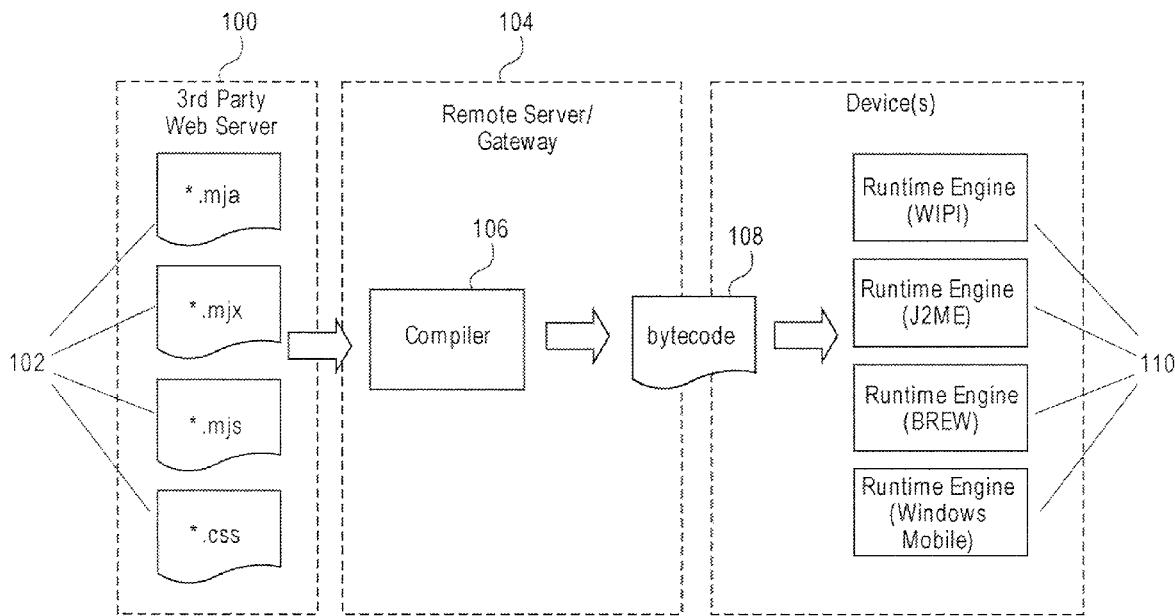 100
104
3rd Party
Web Server
Remote Server/
Gateway
Device(s)
* .mja
*.mjx
*.mjs
* .css
102
106
Compiler
108
bytecode
Runtime Engine
(WIPI)
Runtime Engine
(J2ME)
Runtime Engine
(BREW)
Runtime Engine
(Windows
Mobile)
110